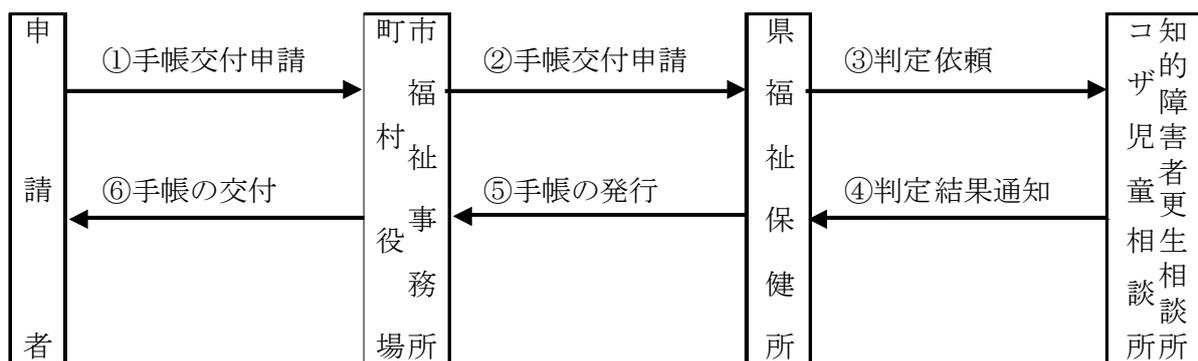 申請者
①手帳交付申請
⑥手帳の交付
市福祉事務所
町村役場
②手帳交付申請
⑤手帳の発行
県福祉保健所
③判定依頼
④判定結果通知
知的障害者更生相談所
コザ児童相談所